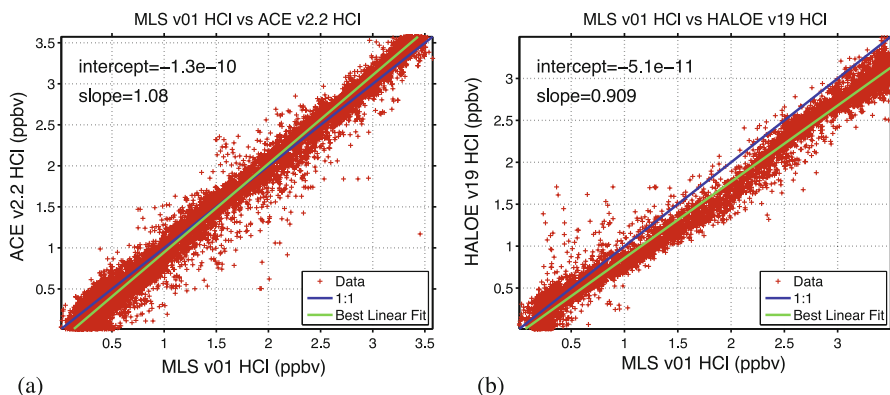 MLS v01 HCl vs ACE v2.2 HCl
intercept=−1.3e−10
slope=1.08
ACE v2.2 HCl (ppbv)
3.5
3
2.5
2
1.5
1
0.5
Data
1:1
Best Linear Fit
0.5 1 1.5 2 2.5 3 3.5
MLS v01 HCl (ppbv)
(a)
MLS v01 HCl vs HALOE v19 HCl
intercept=−5.1e−11
slope=0.909
HALOE v19 HCl (ppbv)
3
2.5
2
1.5
1
0.5
Data
1:1
Best Linear Fit
0.5 1 1.5 2 2.5 3
MLS v01 HCl (ppbv)
(b)